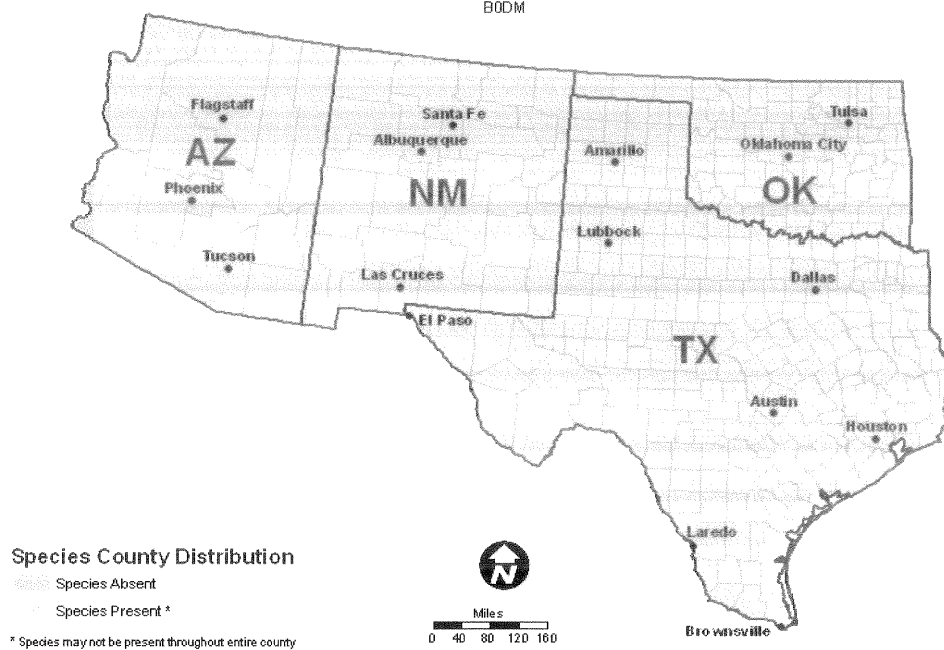 B0DM
Flagstaff
Santa Fe
Tulsa
Albuquerque
Amarillo
Oklahoma City
AZ
Phoenix
NM
OK
Lubbock
Tucson
Las Cruces
Dallas
El Paso
TX
Austin
Houston
Laredo
Species County Distribution
Species Absent
Species Present *
* Species may not be present throughout entire county
N
Miles
0 40 80 120 160
Brownsville